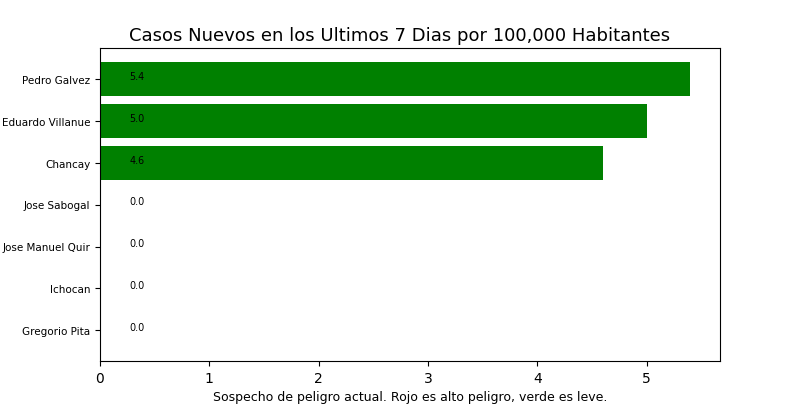 Casos Nuevos en los Ultimos 7 Dias por 100,000 Habitantes
Pedro Galvez 5.4
Eduardo Villanue 5.0
Chancay 4.6
Jose Sabogal 0.0
Jose Manuel Quir 0.0
Ichocan 0.0
Gregorio Pita 0.0
0 1 2 3 4 5
Sospecho de peligro actual. Rojo es alto peligro, verde es leve.